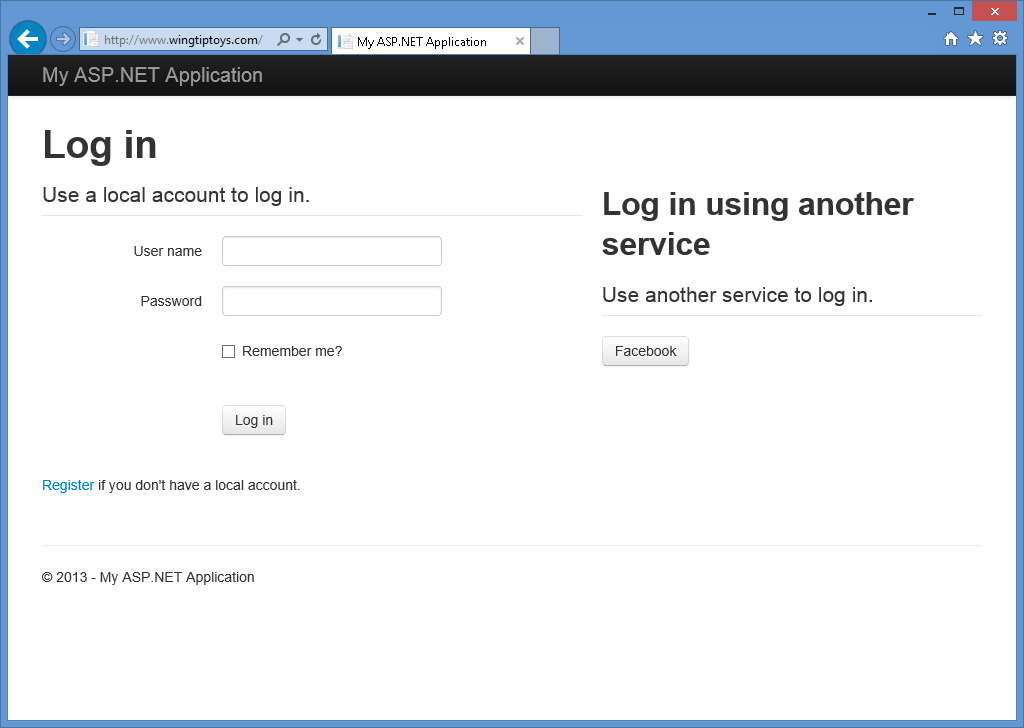 http://www.wingtiptoys.com/
My ASP.NET Application
My ASP.NET Application
Log in
Use a local account to log in.
User name
Password
Remember me?
Log in
Register if you don't have a local account.
Log in using another
service
Use another service to log in.
Facebook
© 2013 - My ASP.NET Application